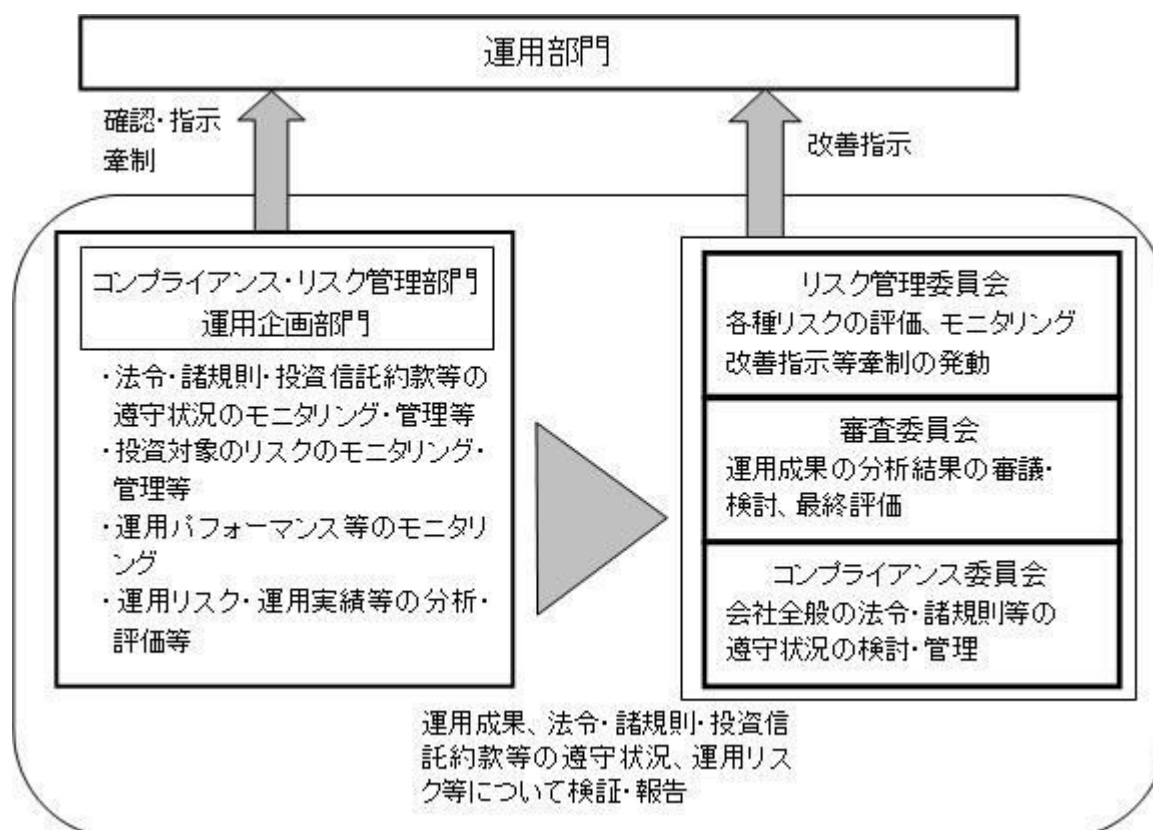 運用部門
確認・指示
牽制
改善指示
コンプライアンス・リスク管理部門
運用企画部門
・法令・諸規則・投資信託約款等の
遵守状況のモニタリング・管理等
・投資対象のリスクのモニタリング・
管理等
・運用パフォーマンス等のモニタリ
ング
・運用リスク・運用実績等の分析・
評価等
リスク管理委員会
各種リスクの評価、モニタリング
改善指示等牽制の発動
審査委員会
運用成果の分析結果の審議・
検討、最終評価
コンプライアンス委員会
会社全般の法令・諸規則等の
遵守状況の検討・管理
運用成果、法令・諸規則・投資信
託約款等の遵守状況、運用リス
ク等について検証・報告